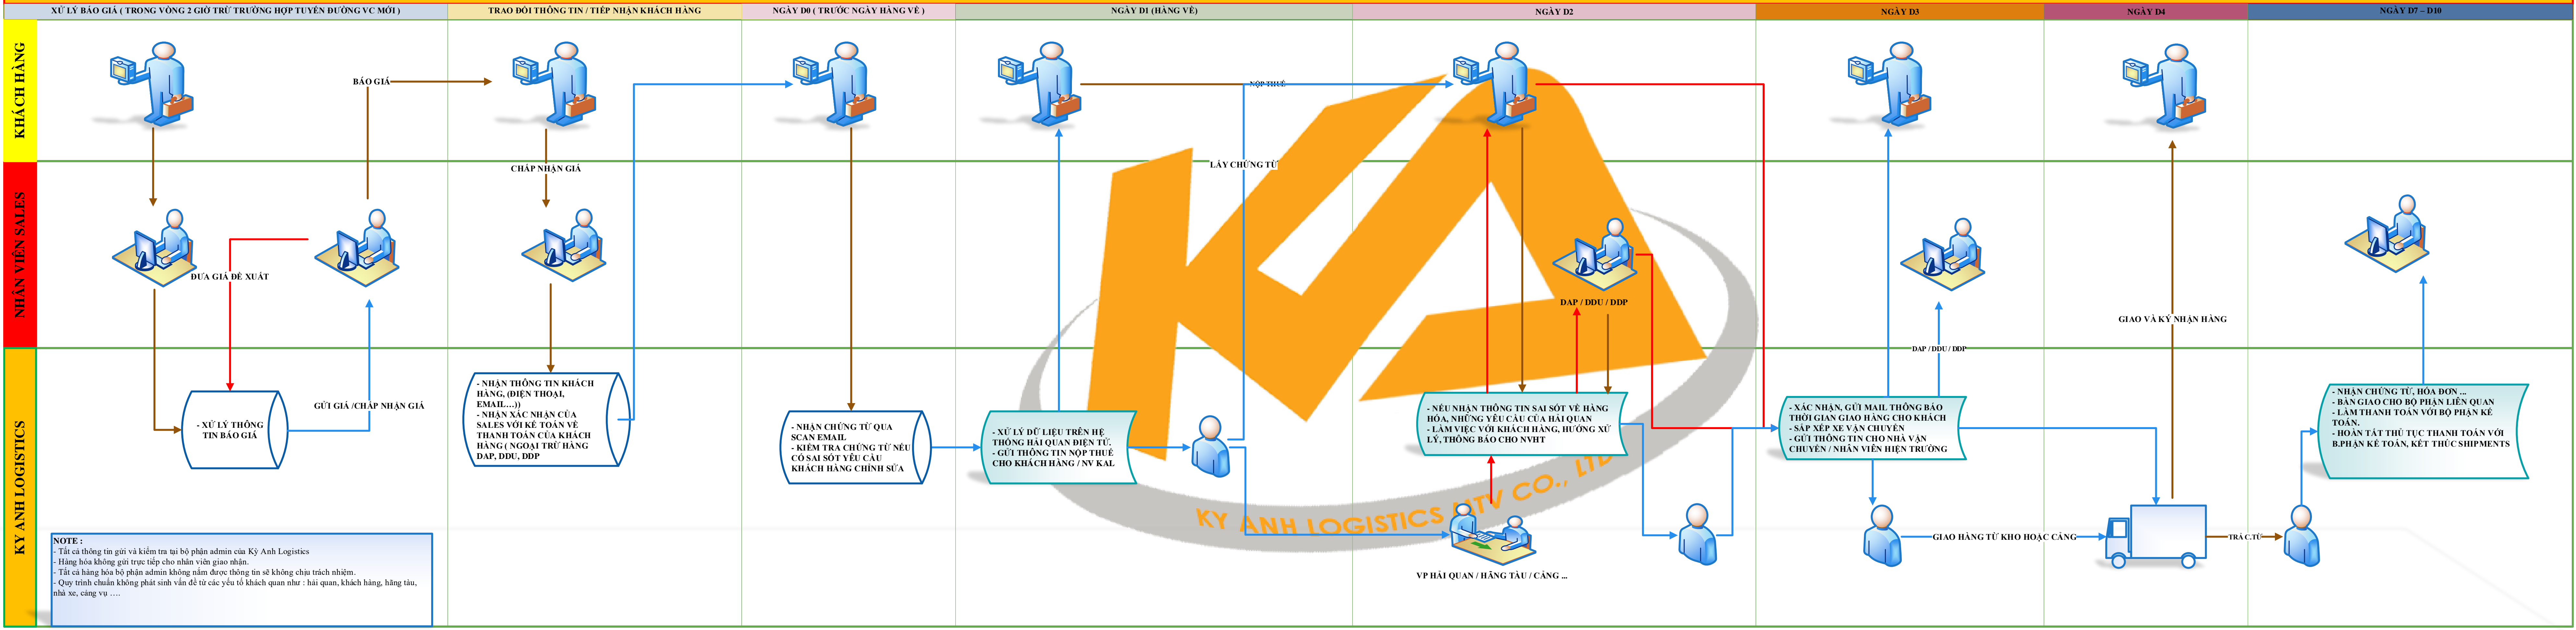 XỬ LÝ BÁO GIÁ ( TRONG VÒNG 2 GIỜ TRỪ TRƯỜNG HỢP TUYẾN ĐƯỜNG VC MỚI )
TRAO ĐỔI THÔNG TIN / TIẾP NHẬN KHÁCH HÀNG
NGÀY D0 ( TRƯỚC NGÀY HÀNG VỀ )
NGÀY D1 (HÀNG VỀ)
NGÀY D2
NGÀY D3
NGÀY D4
NGÀY D7 – D10
KHÁCH HÀNG
BÁO GIÁ
NỘP THUẾ
CHẤP NHẬN GIÁ
LẤY CHỨNG TỪ
NHÂN VIÊN SALES
ĐƯA GIÁ ĐỀ XUẤT
DAP / DDU / DDP
GIAO VÀ KÝ NHẬN HÀNG
DAP / DDU / DDP
KY ANH LOGISTICS
- XỬ LÝ THÔNG
TIN BÁO GIÁ
GỬI GIÁ /CHẤP NHẬN GIÁ
- NHẬN THÔNG TIN KHÁCH
HÀNG, (ĐIỆN THOẠI,
EMAIL…))
- NHẬN XÁC NHẬN CỦA
SALES VỚI KẾ TOÁN VỀ
THANH TOÁN CỦA KHÁCH
HÀNG ( NGOẠI TRỪ HÀNG
DAP, DDU, DDP
- NHẬN CHỨNG TỪ QUA
SCAN EMAIL
- KIỂM TRA CHỨNG TỪ NẾU
CÓ SAI SÓT YÊU CẦU
KHÁCH HÀNG CHỈNH SỬA
- XỬ LÝ DỮ LIỆU TRÊN HỆ
THỐNG HẢI QUAN ĐIỆN TỬ.
- GỬI THÔNG TIN NỘP THUẾ
CHO KHÁCH HÀNG / NV KAL
- NẾU NHẬN THÔNG TIN SAI SÓT VỀ HÀNG
HÓA, NHỮNG YÊU CẦU CỦA HẢI QUAN
- LÀM VIỆC VỚI KHÁCH HÀNG, HƯỚNG XỬ
LÝ, THÔNG BÁO CHO NVHT
- XÁC NHẬN, GỬI MAIL THÔNG BÁO
THỜI GIAN GIAO HÀNG CHO KHÁCH
- SẮP XẾP XE VẬN CHUYỂN
- GỬI THÔNG TIN CHO NHÀ VẬN
CHUYỂN / NHÂN VIÊN HIỆN TRƯỜNG
- NHẬN CHỨNG TỪ, HÓA ĐƠN ...
- BÀN GIAO CHO BỘ PHẬN LIÊN QUAN
- LÀM THANH TOÁN VỚI BỘ PHẬN KẾ
TOÁN.
- HOÀN TẤT THỦ TỤC THANH TOÁN VỚI
B.PHẬN KẾ TOÁN, KẾT THÚC SHIPMENTS
KY ANH LOGISTICS MTV CO., LTD
GIAO HÀNG TỪ KHO HOẶC CẢNG
TRẢ C.TỪ
VP HẢI QUAN / HÃNG TÀU / CẢNG ...
NOTE :
- Tất cả thông tin gửi và kiểm tra tại bộ phận admin của Kỳ Anh Logistics
- Hàng hóa không gửi trực tiếp cho nhân viên giao nhận.
- Tất cả hàng hóa bộ phận admin không nắm được thông tin sẽ không chịu trách nhiệm.
- Quy trình chuẩn không phát sinh vấn đề từ các yếu tố khách quan như : hải quan, khách hàng, hãng tàu,
nhà xe, cảng vụ ….